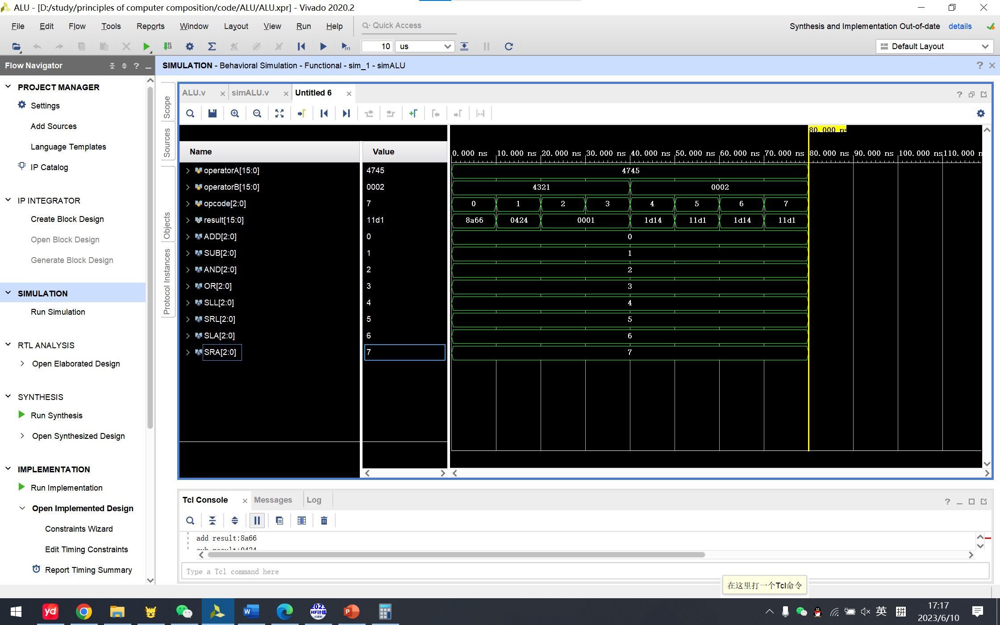 ALU - [D:/study/principles of computer composition/code/ALU/ALU.xpr] - Vivado 2020.2
File Edit Flow Tools Reports Window Layout View Run Help Quick Access
Synthesis and Implementation Out-of-date details
10 us
Default Layout
Flow Navigator
SIMULATION - Behavioral Simulation - Functional - sim_1 - simALU
PROJECT MANAGER
Settings
Add Sources
Language Templates
IP Catalog
IP INTEGRATOR
Create Block Design
Open Block Design
Generate Block Design
SIMULATION
Run Simulation
RTL ANALYSIS
Open Elaborated Design
SYNTHESIS
Run Synthesis
Open Synthesized Design
IMPLEMENTATION
Run Implementation
Open Implemented Design
Constraints Wizard
Edit Timing Constraints
Report Timing Summary
Scope
Sources
Objects
Protocol Instances
ALU.v simALU.v Untitled 6
80.000 ns
Name Value
0.000 ns 10.000 ns 20.000 ns 30.000 ns 40.000 ns 50.000 ns 60.000 ns 70.000 ns 80.000 ns 90.000 ns 100.000 ns 110.000 n
operatorA[15:0] 4745 4745
operatorB[15:0] 0002 4321 0002
opcode[2:0] 7 0 1 2 3 4 5 6 7
result[15:0] 11d1 8a66 0424 0001 1d14 11d1 1d14 11d1
ADD[2:0] 0 0
SUB[2:0] 1 1
AND[2:0] 2 2
OR[2:0] 3 3
SLL[2:0] 4 4
SRL[2:0] 5 5
SLA[2:0] 6 6
SRA[2:0] 7 7
Tcl Console Messages Log
add result:8a66
sub result:0424
Type a Tcl command here
在这里打一个Tcl命令
yd
W
2023
HF计组
P
英
拼
17:17
2023/6/10